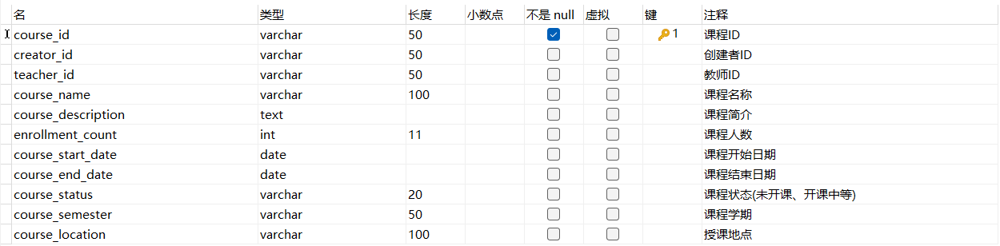 名 类型 长度 小数点 不是 null 虚拟 键 注释
course_id varchar 50 1 课程ID
creator_id varchar 50 创建者ID
teacher_id varchar 50 教师ID
course_name varchar 100 课程名称
course_description text 课程简介
enrollment_count int 11 课程人数
course_start_date date 课程开始日期
course_end_date date 课程结束日期
course_status varchar 20 课程状态(未开课、开课中等)
course_semester varchar 50 课程学期
course_location varchar 100 授课地点